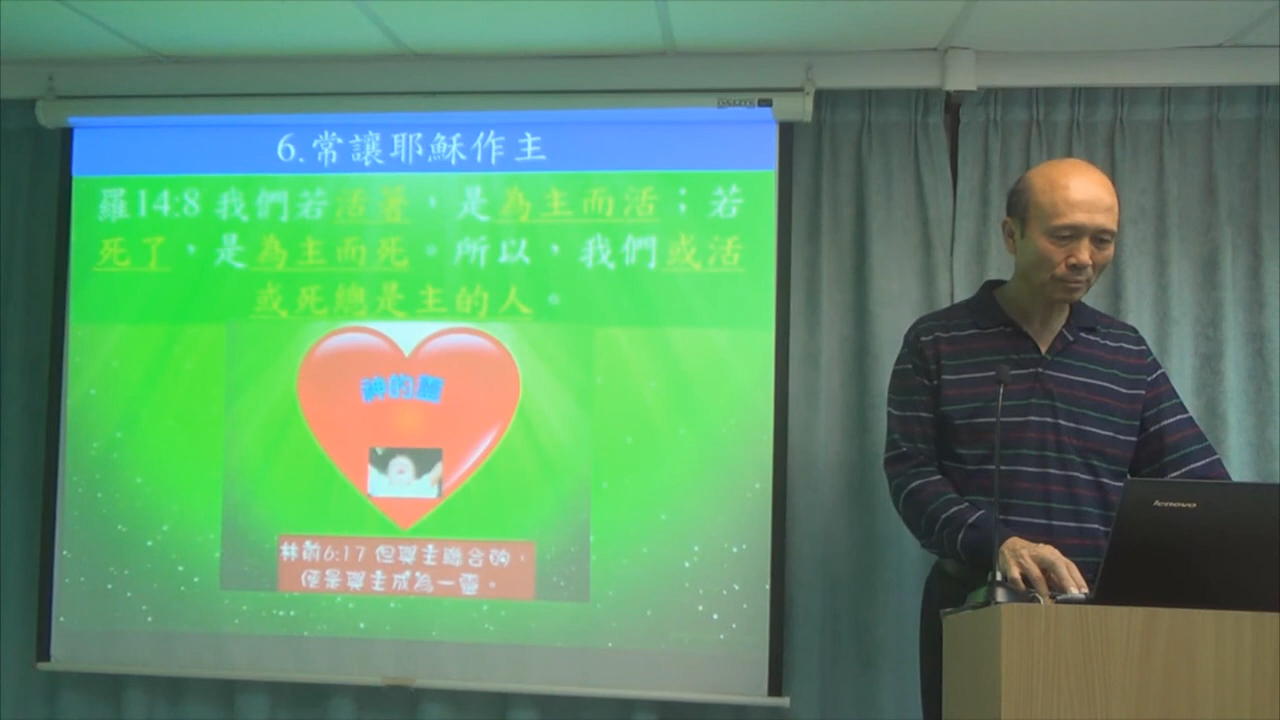 6.常讓耶穌作主
羅14:8 我們若活著，是為主而活；若
死了，是為主而死。所以，我們或活
或死總是主的人。
神的靈
林前6:17 但與主聯合的，
便是與主成為一靈。
lenovo